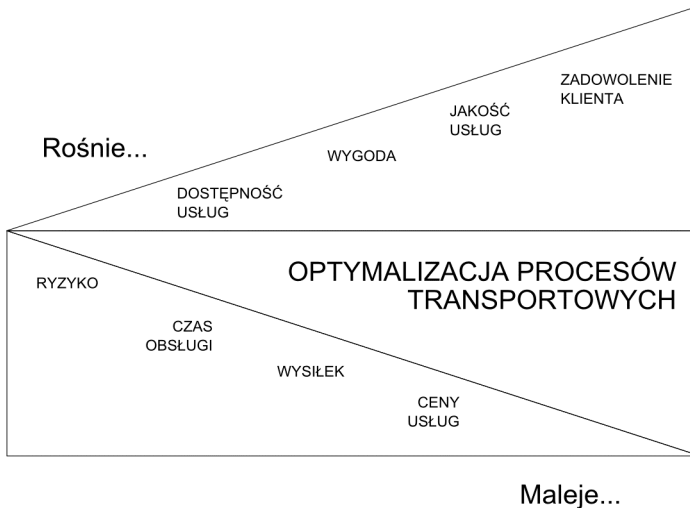 ZADOWOLENIE
KLIENTA
JAKOŚĆ
USŁUG
Rośnie...
WYGODA
DOSTĘPNOŚĆ
USŁUG
OPTYMALIZACJA PROCESÓW
TRANSPORTOWYCH
RYZYKO
CZAS
OBSŁUGI
WYSIŁEK
CENY
USŁUG
Maleje...